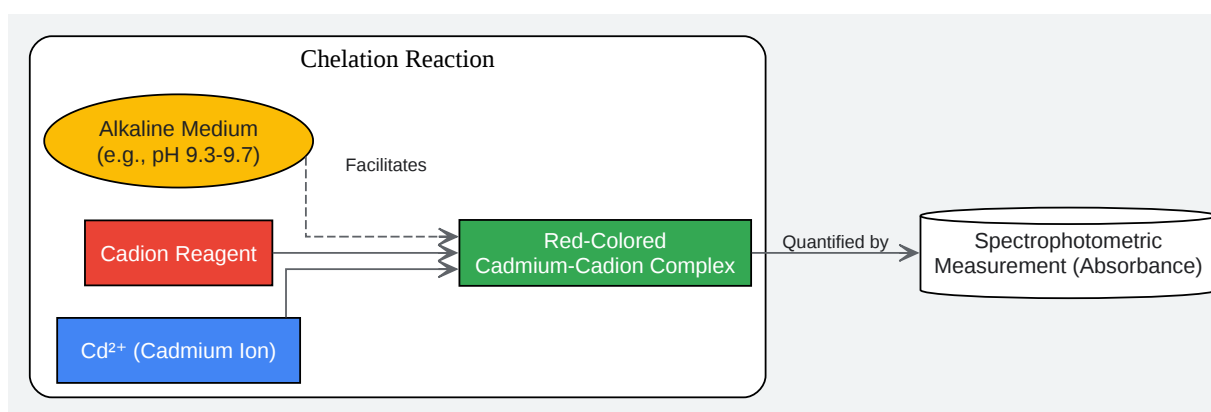 Chelation Reaction
Alkaline Medium
(e.g., pH 9.3-9.7)
Facilitates
Cadion Reagent
Red-Colored
Cadmium-Cadion Complex
Quantified by
Spectrophotometric
Measurement (Absorbance)
Cd²⁺ (Cadmium Ion)